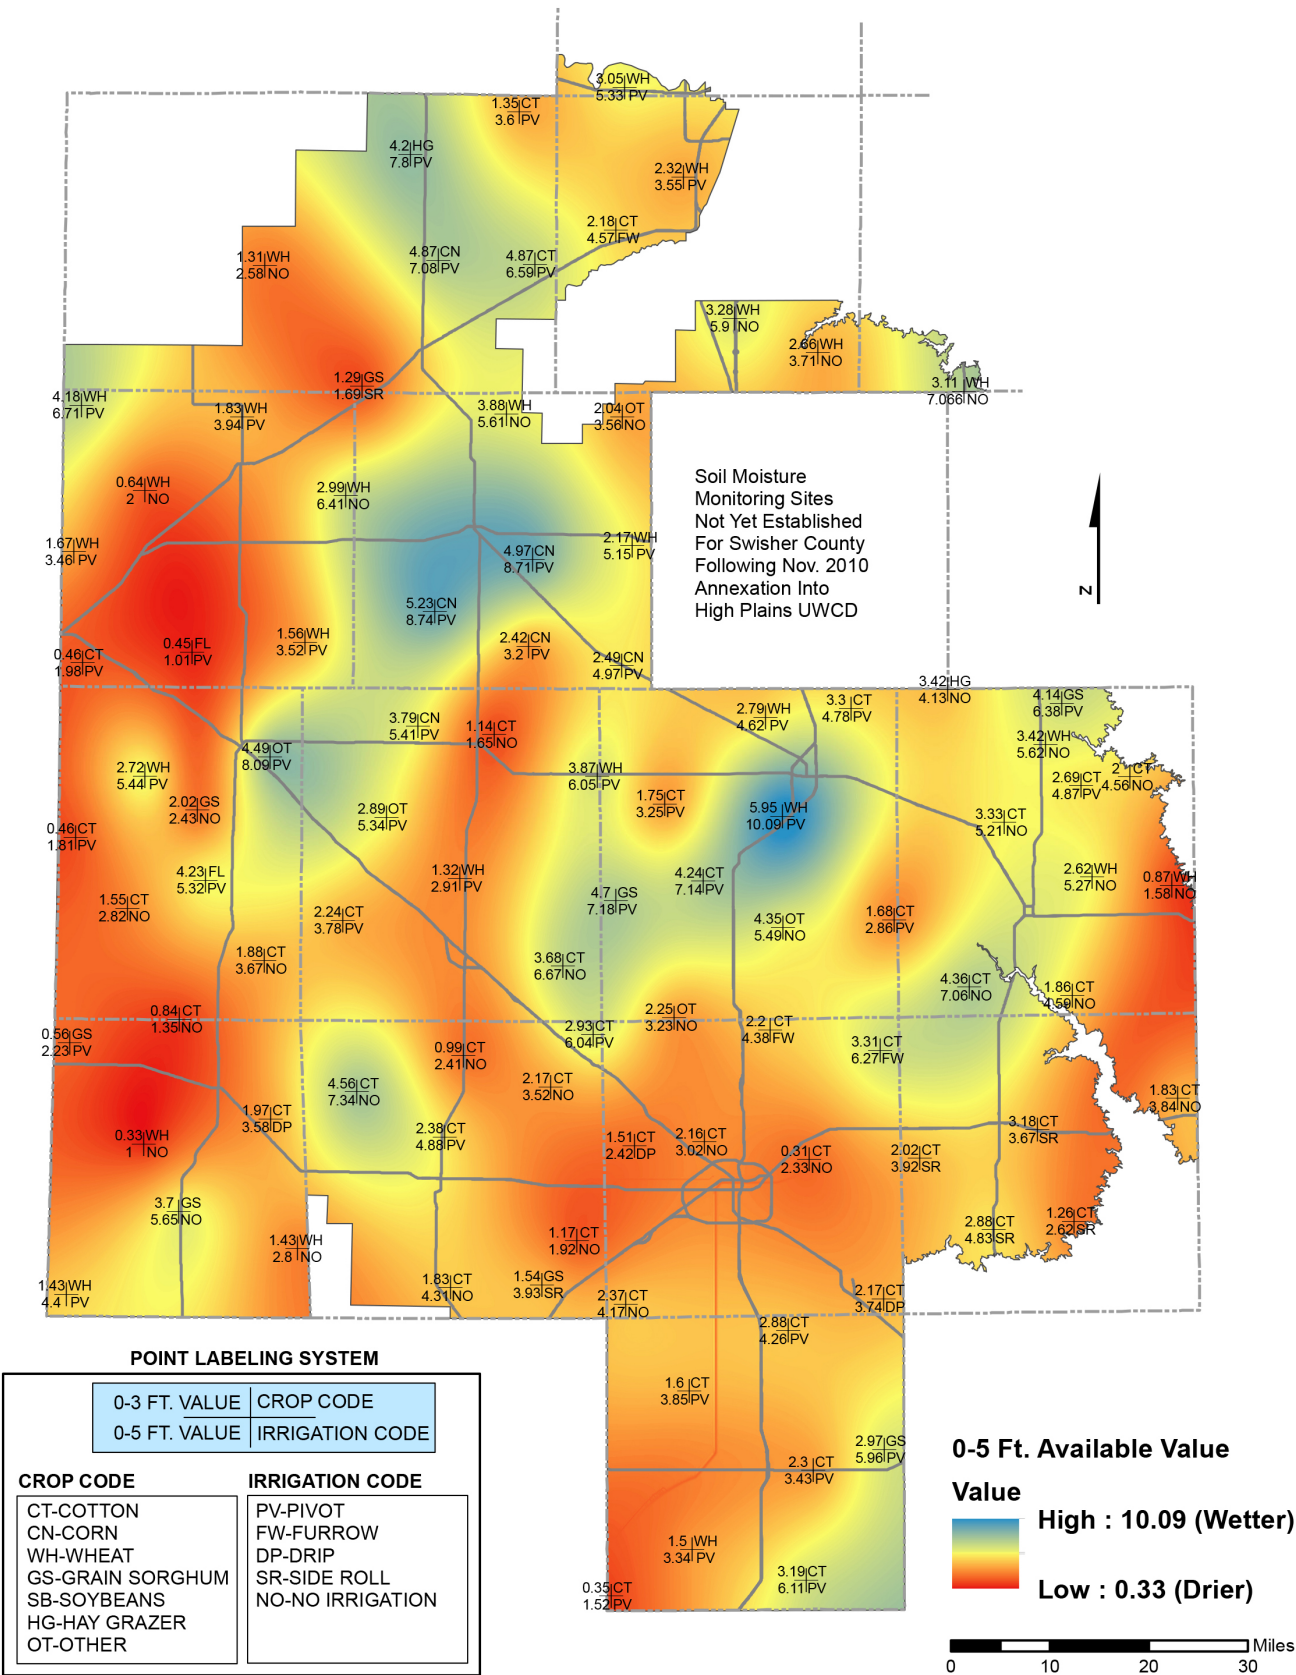 3.05 WH
5.33 PV
1.35 CT
3.6 PV
4.2 HG
7.8 PV
2.32 WH
3.55 PV
2.18 CT
4.57 FW
4.87 CN
7.08 PV
4.87 CT
6.59 PV
1.31 WH
2.58 NO
3.28 WH
5.9 NO
2.66 WH
3.71 NO
1.29 GS
1.69 SR
3.11 WH
7.066 NO
4.18 WH
6.71 PV
1.83 WH
3.94 PV
3.88 WH
5.61 NO
2.04 OT
3.56 NO
0.64 WH
2 NO
2.99 WH
6.41 NO
Soil Moisture
Monitoring Sites
Not Yet Established
For Swisher County
Following Nov. 2010
Annexation Into
High Plains UWCD
N
1.67 WH
3.46 PV
4.97 CN
8.71 PV
2.17 WH
5.15 PV
5.23 CN
8.74 PV
0.45 FL
1.01 PV
1.56 WH
3.52 PV
2.42 CN
3.2 PV
0.46 CT
1.98 PV
2.49 CN
4.97 PV
3.42 HG
4.13 NO
4.14 GS
6.38 PV
2.79 WH
4.62 PV
3.3 CT
4.78 PV
3.79 CN
5.41 PV
1.14 CT
1.65 NO
3.42 WH
5.62 NO
4.49 OT
8.09 PV
2.72 WH
5.44 PV
3.87 WH
6.05 PV
2.69 CT
4.87 PV
2 CT
4.56 NO
2.02 GS
2.43 NO
1.75 CT
3.25 PV
5.95 WH
10.09 PV
2.89 OT
5.34 PV
3.33 CT
5.21 NO
0.46 CT
1.81 PV
4.23 FL
5.32 PV
1.32 WH
2.91 PV
4.24 CT
7.14 PV
2.62 WH
5.27 NO
0.87 WH
1.58 NO
1.55 CT
2.82 NO
4.7 GS
7.18 PV
2.24 CT
3.78 PV
4.35 OT
5.49 NO
1.68 CT
2.86 PV
1.88 CT
3.67 NO
3.68 CT
6.67 NO
4.36 CT
7.06 NO
1.86 CT
4.59 NO
0.84 CT
1.35 NO
2.25 OT
3.23 NO
2.2 CT
4.38 FW
0.56 GS
2.23 PV
2.93 CT
6.04 PV
3.31 CT
6.27 FW
0.99 CT
2.41 NO
4.56 CT
7.34 NO
2.17 CT
3.52 NO
1.83 CT
3.84 NO
1.97 CT
3.58 DP
3.18 CT
3.67 SR
0.33 WH
1 NO
2.38 CT
4.88 PV
1.51 CT
2.42 DP
2.16 CT
3.02 NO
0.31 CT
2.33 NO
2.02 CT
3.92 SR
3.7 GS
5.65 NO
1.26 CT
2.62 SR
2.88 CT
4.83 SR
1.43 WH
2.8 NO
1.17 CT
1.92 NO
1.43 WH
4.4 PV
1.83 CT
4.31 NO
1.54 GS
3.93 SR
2.37 CT
4.17 NO
2.17 CT
3.74 DP
2.88 CT
4.26 PV
1.6 CT
3.85 PV
2.97 GS
5.96 PV
2.3 CT
3.43 PV
1.5 WH
3.34 PV
3.19 CT
6.11 PV
0.35 CT
1.52 PV
POINT LABELING SYSTEM
0-3 FT. VALUE CROP CODE
0-5 FT. VALUE IRRIGATION CODE
CROP CODE
CT-COTTON
CN-CORN
WH-WHEAT
GS-GRAIN SORGHUM
SB-SOYBEANS
HG-HAY GRAZER
OT-OTHER
IRRIGATION CODE
PV-PIVOT
FW-FURROW
DP-DRIP
SR-SIDE ROLL
NO-NO IRRIGATION
0-5 Ft. Available Value
Value
High : 10.09 (Wetter)
Low : 0.33 (Drier)
Miles
0 10 20 30